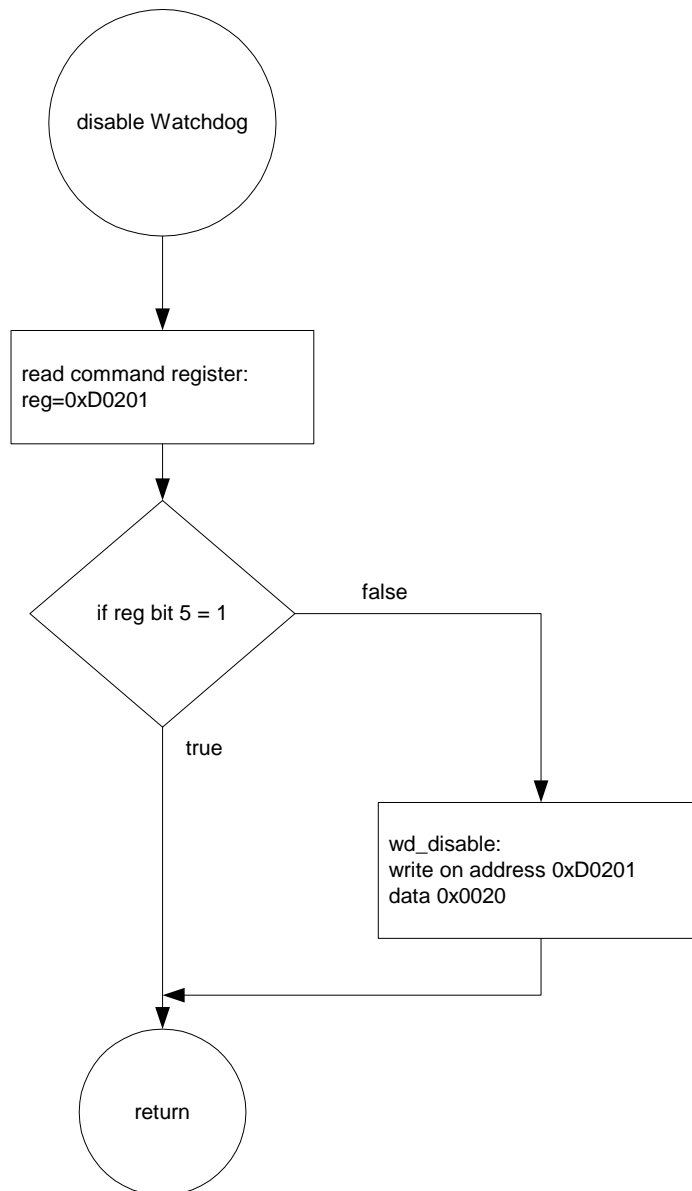 disable Watchdog
read command register:
reg=0xD0201
if reg bit 5 = 1
false
true
wd_disable:
write on address 0xD0201
data 0x0020
return